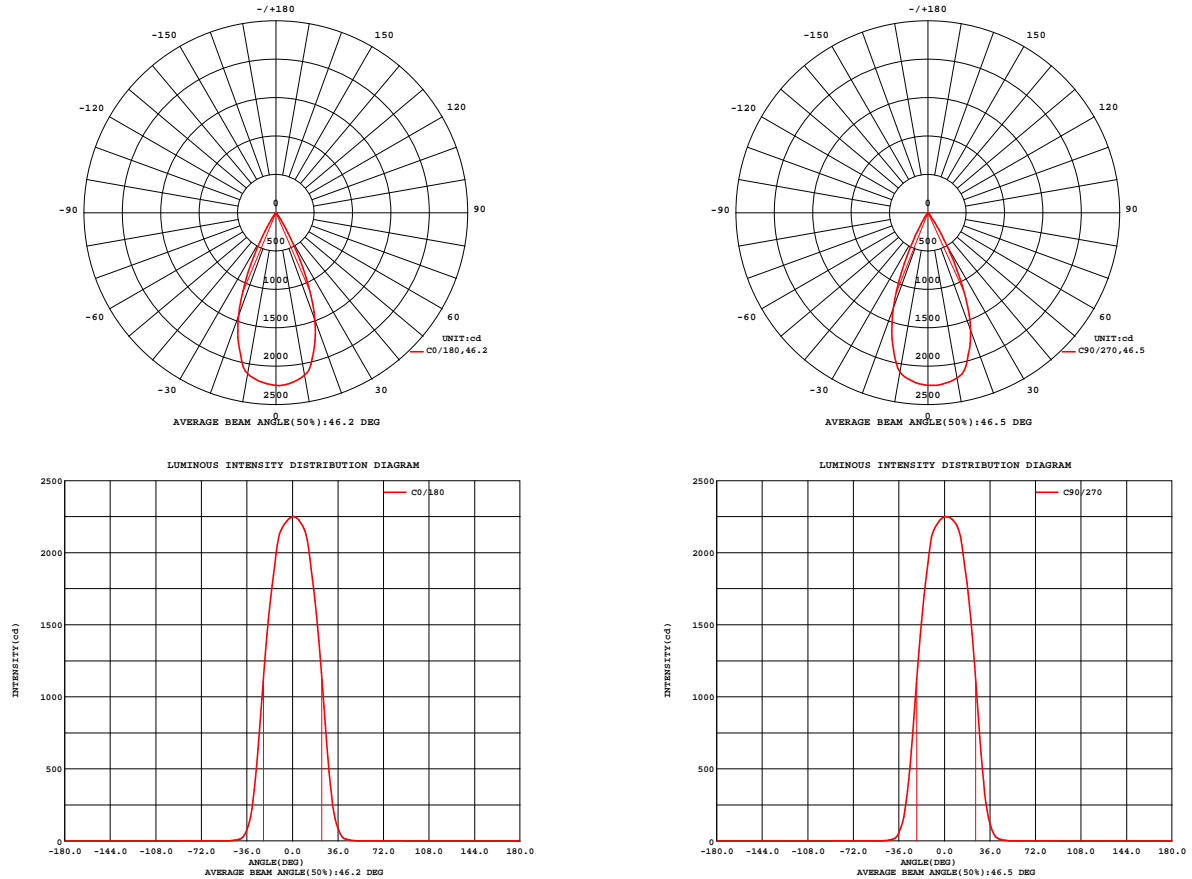 -/+180
-150
150
-120
120
-90
90
-60
60
-30
30
0
0
500
1000
1500
2000
2500
UNIT:cd
C0/180,46.2
AVERAGE BEAM ANGLE(50%):46.2 DEG
-/+180
-150
150
-120
120
-90
90
-60
60
-30
30
0
0
500
1000
1500
2000
2500
UNIT:cd
C90/270,46.5
AVERAGE BEAM ANGLE(50%):46.5 DEG
LUMINOUS INTENSITY DISTRIBUTION DIAGRAM
C0/180
INTENSITY(cd)
2500
2000
1500
1000
500
0
-180.0 -144.0 -108.0 -72.0 -36.0 0.0 36.0 72.0 108.0 144.0 180.0
ANGLE(DEG)
AVERAGE BEAM ANGLE(50%):46.2 DEG
LUMINOUS INTENSITY DISTRIBUTION DIAGRAM
C90/270
INTENSITY(cd)
2500
2000
1500
1000
500
0
-180.0 -144.0 -108.0 -72.0 -36.0 0.0 36.0 72.0 108.0 144.0 180.0
ANGLE(DEG)
AVERAGE BEAM ANGLE(50%):46.5 DEG